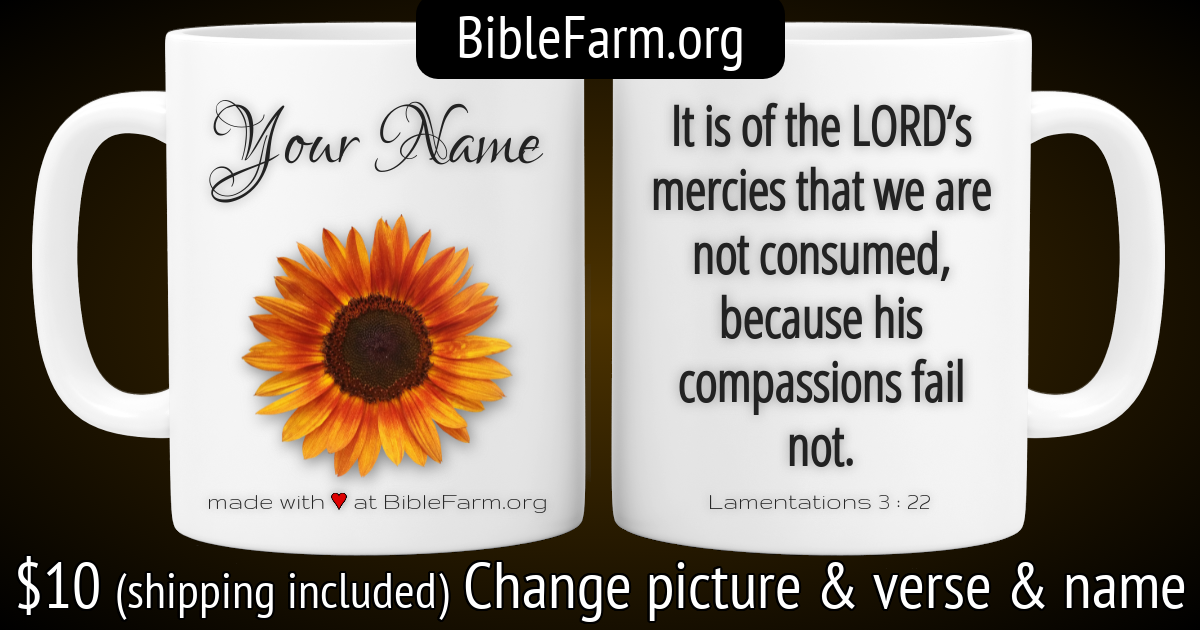 BibleFarm.org
Your Name
made with ♥ at BibleFarm.org
It is of the LORD’s
mercies that we are
not consumed,
because his
compassions fail
not.
Lamentations 3 : 22
$10 (shipping included) Change picture & verse & name